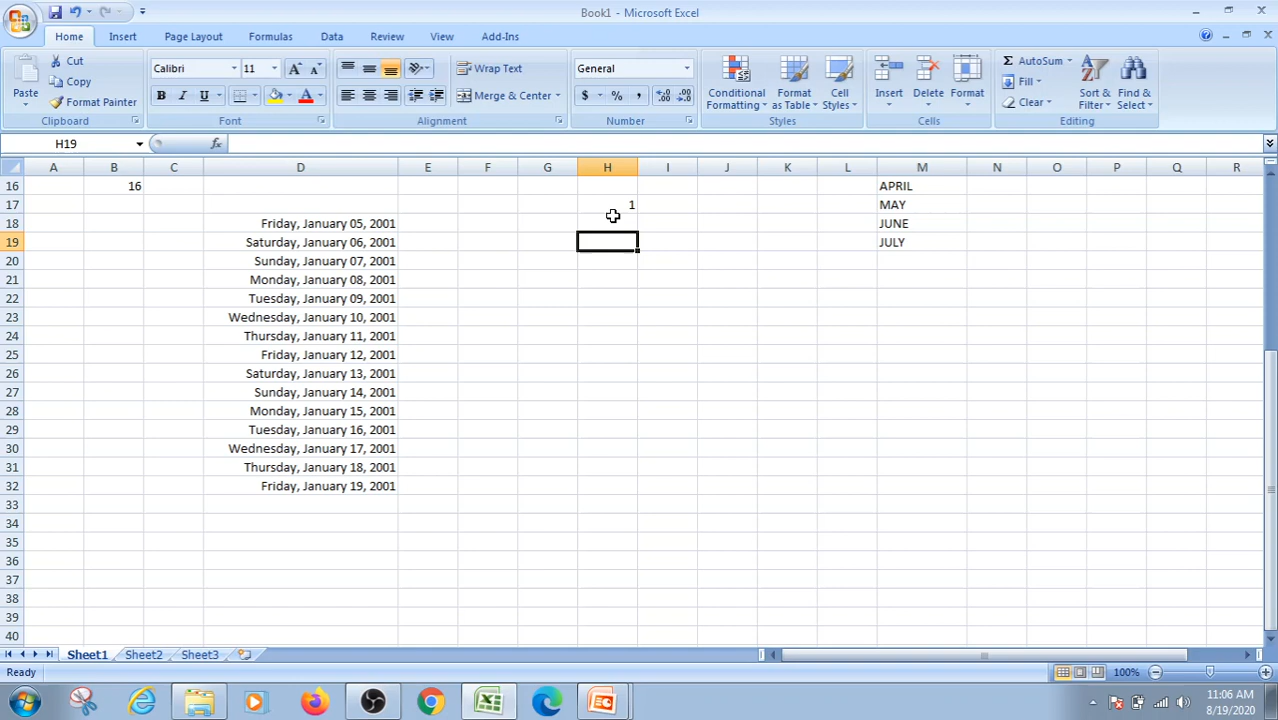 Book1 - Microsoft Excel
Home Insert Page Layout Formulas Data Review View Add-Ins
Paste
Cut
Copy
Format Painter
Clipboard
Calibri 11 A A
B I U A
Font
Wrap Text
Merge & Center
Alignment
General
$ % , .0 .00 .00 .0
Number
Conditional Formatting
Format as Table
Cell Styles
Styles
Insert
Delete
Format
Cells
Σ AutoSum
Fill
Clear
Sort & Filter
Find & Select
Editing
H19 fx
A B C D E F G H I J K L M N O P Q R
16 16 APRIL
17 1 MAY
18 Friday, January 05, 2001 JUNE
19 Saturday, January 06, 2001 JULY
20 Sunday, January 07, 2001
21 Monday, January 08, 2001
22 Tuesday, January 09, 2001
23 Wednesday, January 10, 2001
24 Thursday, January 11, 2001
25 Friday, January 12, 2001
26 Saturday, January 13, 2001
27 Sunday, January 14, 2001
28 Monday, January 15, 2001
29 Tuesday, January 16, 2001
30 Wednesday, January 17, 2001
31 Thursday, January 18, 2001
32 Friday, January 19, 2001
33
34
35
36
37
38
39
40
Sheet1 Sheet2 Sheet3
Ready 100%
11:06 AM
8/19/2020